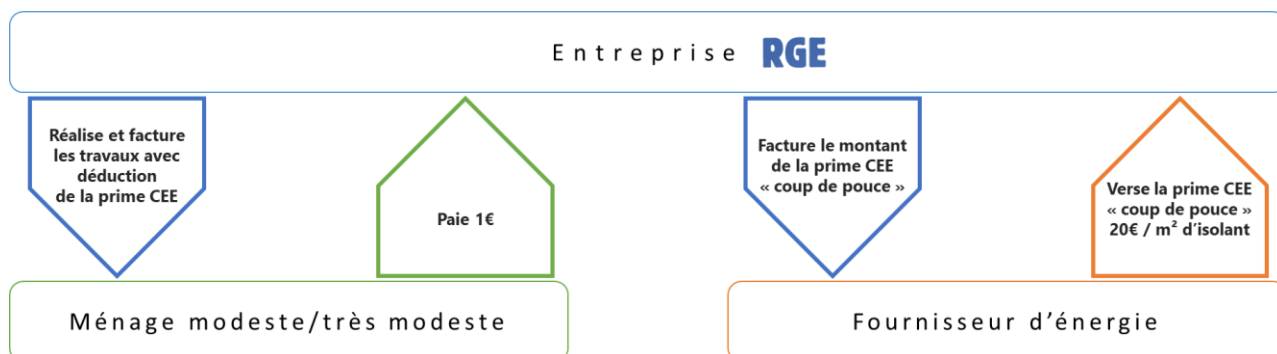 Entreprise RGE
Réalise et facture
les travaux avec
déduction
de la prime CEE
Paie 1€
Facture le montant
de la prime CEE
« coup de pouce »
Verse la prime CEE
« coup de pouce »
20€ / m² d'isolant
Ménage modeste/très modeste
Fournisseur d'énergie